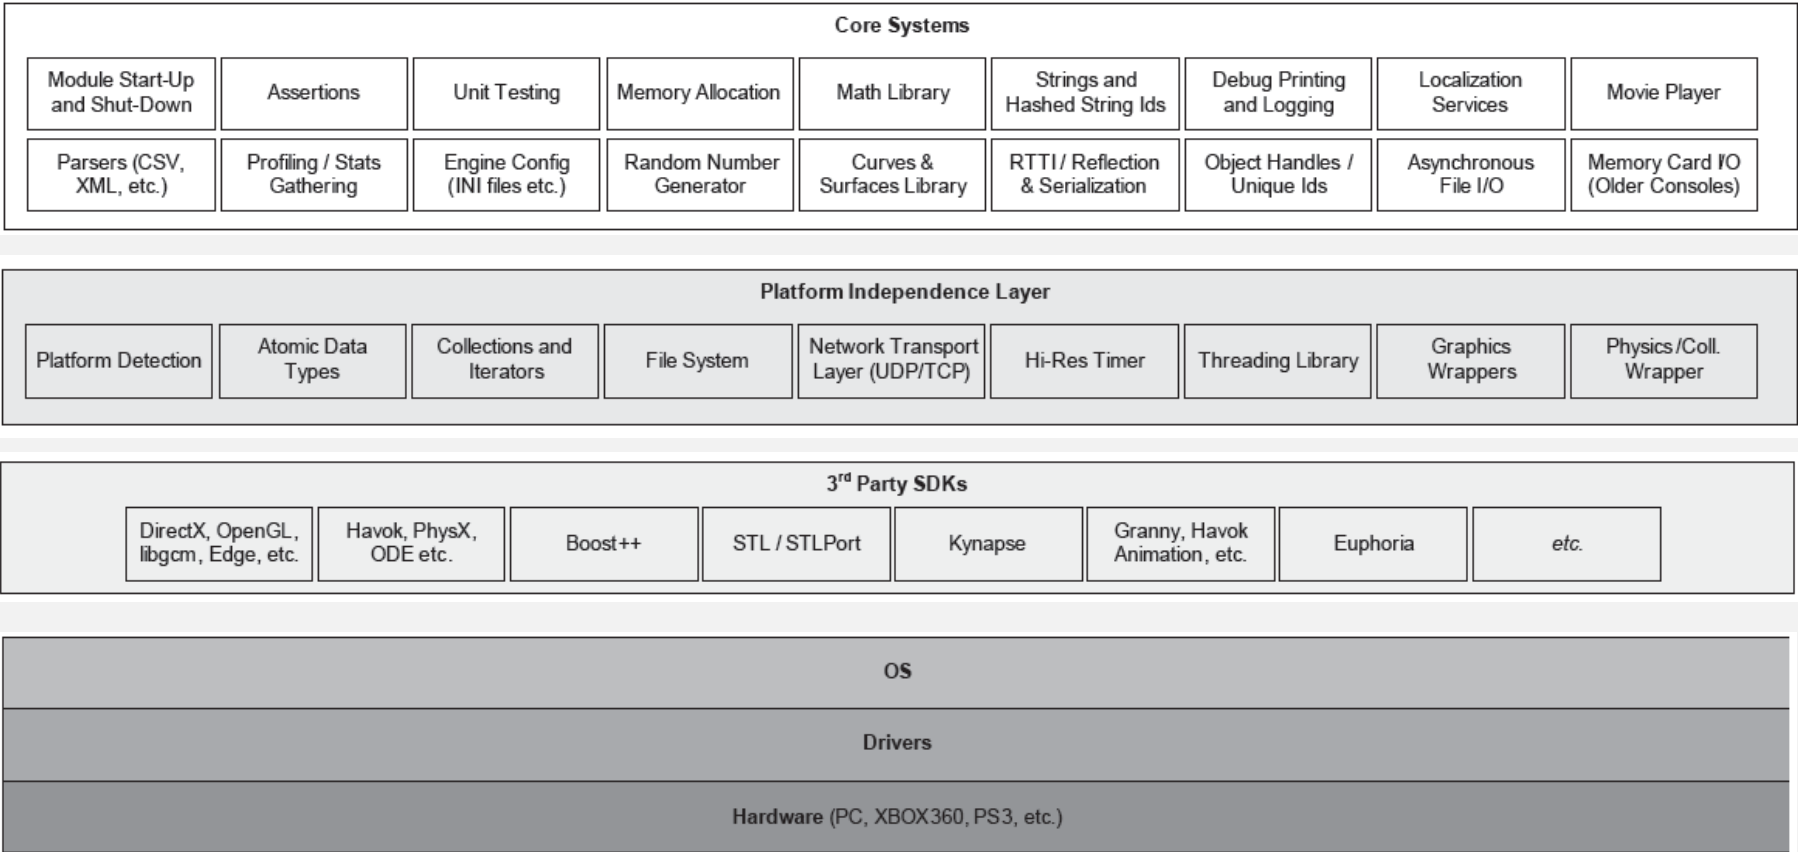 Core Systems
Module Start-Up
and Shut-Down
Assertions
Unit Testing
Memory Allocation
Math Library
Strings and
Hashed String Ids
Debug Printing
and Logging
Localization
Services
Movie Player
Parsers (CSV,
XML, etc.)
Profiling / Stats
Gathering
Engine Config
(INI files etc.)
Random Number
Generator
Curves &
Surfaces Library
RTTI / Reflection
& Serialization
Object Handles /
Unique Ids
Asynchronous
File I/O
Memory Card I/O
(Older Consoles)
Platform Independence Layer
Platform Detection
Atomic Data
Types
Collections and
Iterators
File System
Network Transport
Layer (UDP/TCP)
Hi-Res Timer
Threading Library
Graphics
Wrappers
Physics/Coll.
Wrapper
3rd Party SDKs
DirectX, OpenGL,
libgcm, Edge, etc.
Havok, PhysX,
ODE etc.
Boost++
STL / STLPort
Kynapse
Granny, Havok
Animation, etc.
Euphoria
etc.
OS
Drivers
Hardware (PC, XBOX360, PS3, etc.)